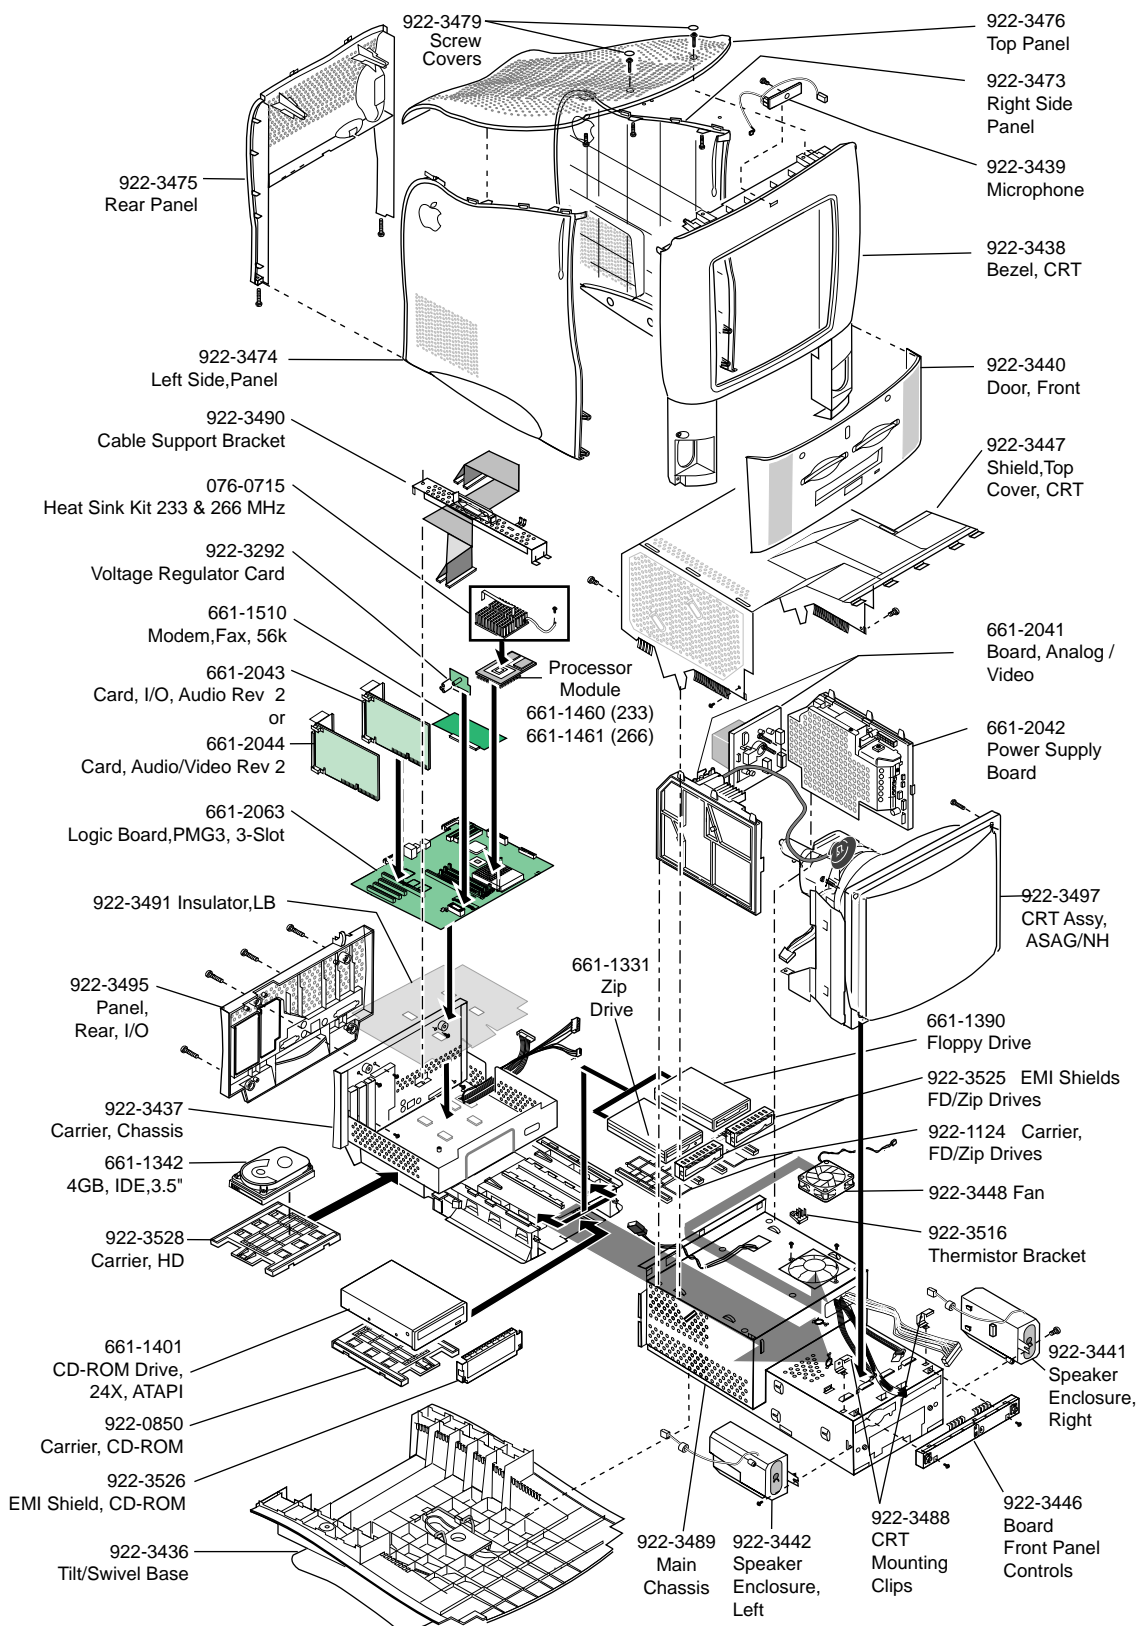 922-3479
Screw
Covers
922-3476
Top Panel
922-3473
Right Side
Panel
922-3439
Microphone
922-3475
Rear Panel
922-3438
Bezel, CRT
922-3474
Left Side,Panel
922-3440
Door, Front
922-3490
Cable Support Bracket
922-3447
Shield,Top
Cover, CRT
076-0715
Heat Sink Kit 233 & 266 MHz
922-3292
Voltage Regulator Card
661-1510
Modem,Fax, 56k
661-2043
Card, I/O, Audio Rev 2
or
661-2044
Card, Audio/Video Rev 2
Processor
Module
661-1460 (233)
661-1461 (266)
661-2041
Board, Analog /
Video
661-2042
Power Supply
Board
661-2063
Logic Board,PMG3, 3-Slot
922-3491 Insulator,LB
922-3497
CRT Assy,
ASAG/NH
922-3495
Panel,
Rear, I/O
661-1331
Zip
Drive
661-1390
Floppy Drive
922-3525 EMI Shields
FD/Zip Drives
922-1124 Carrier,
FD/Zip Drives
922-3437
Carrier, Chassis
661-1342
4GB, IDE,3.5"
922-3448 Fan
922-3528
Carrier, HD
922-3516
Thermistor Bracket
661-1401
CD-ROM Drive,
24X, ATAPI
922-0850
Carrier, CD-ROM
922-3526
EMI Shield, CD-ROM
922-3436
Tilt/Swivel Base
922-3441
Speaker
Enclosure,
Right
922-3489
Main
Chassis
922-3442
Speaker
Enclosure,
Left
922-3488
CRT
Mounting
Clips
922-3446
Board
Front Panel
Controls